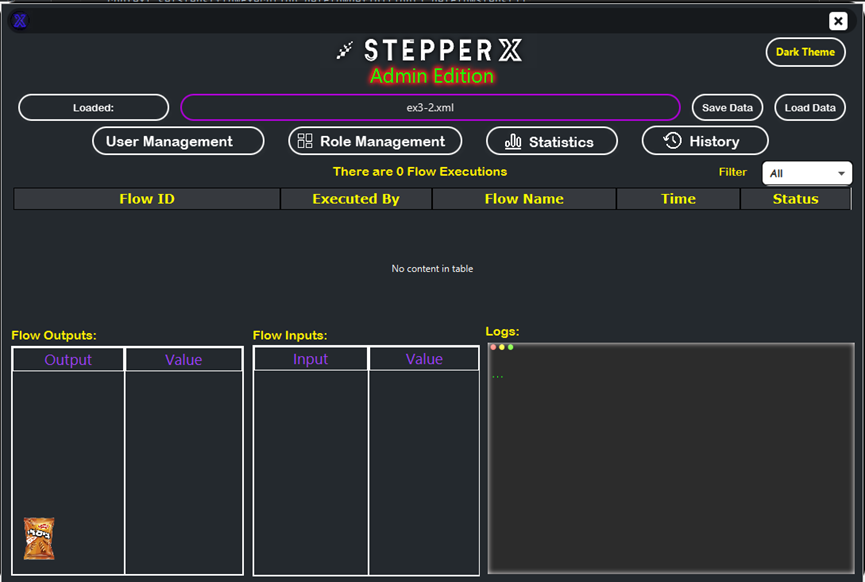 X
STEPPER X
Admin Edition
Dark Theme
Loaded:
ex3-2.xml
Save Data
Load Data
User Management
Role Management
Statistics
History
There are 0 Flow Executions
Filter
All
Flow ID
Executed By
Flow Name
Time
Status
No content in table
Flow Outputs:
Output
Value
Flow Inputs:
Input
Value
Logs:
...
ביסלי